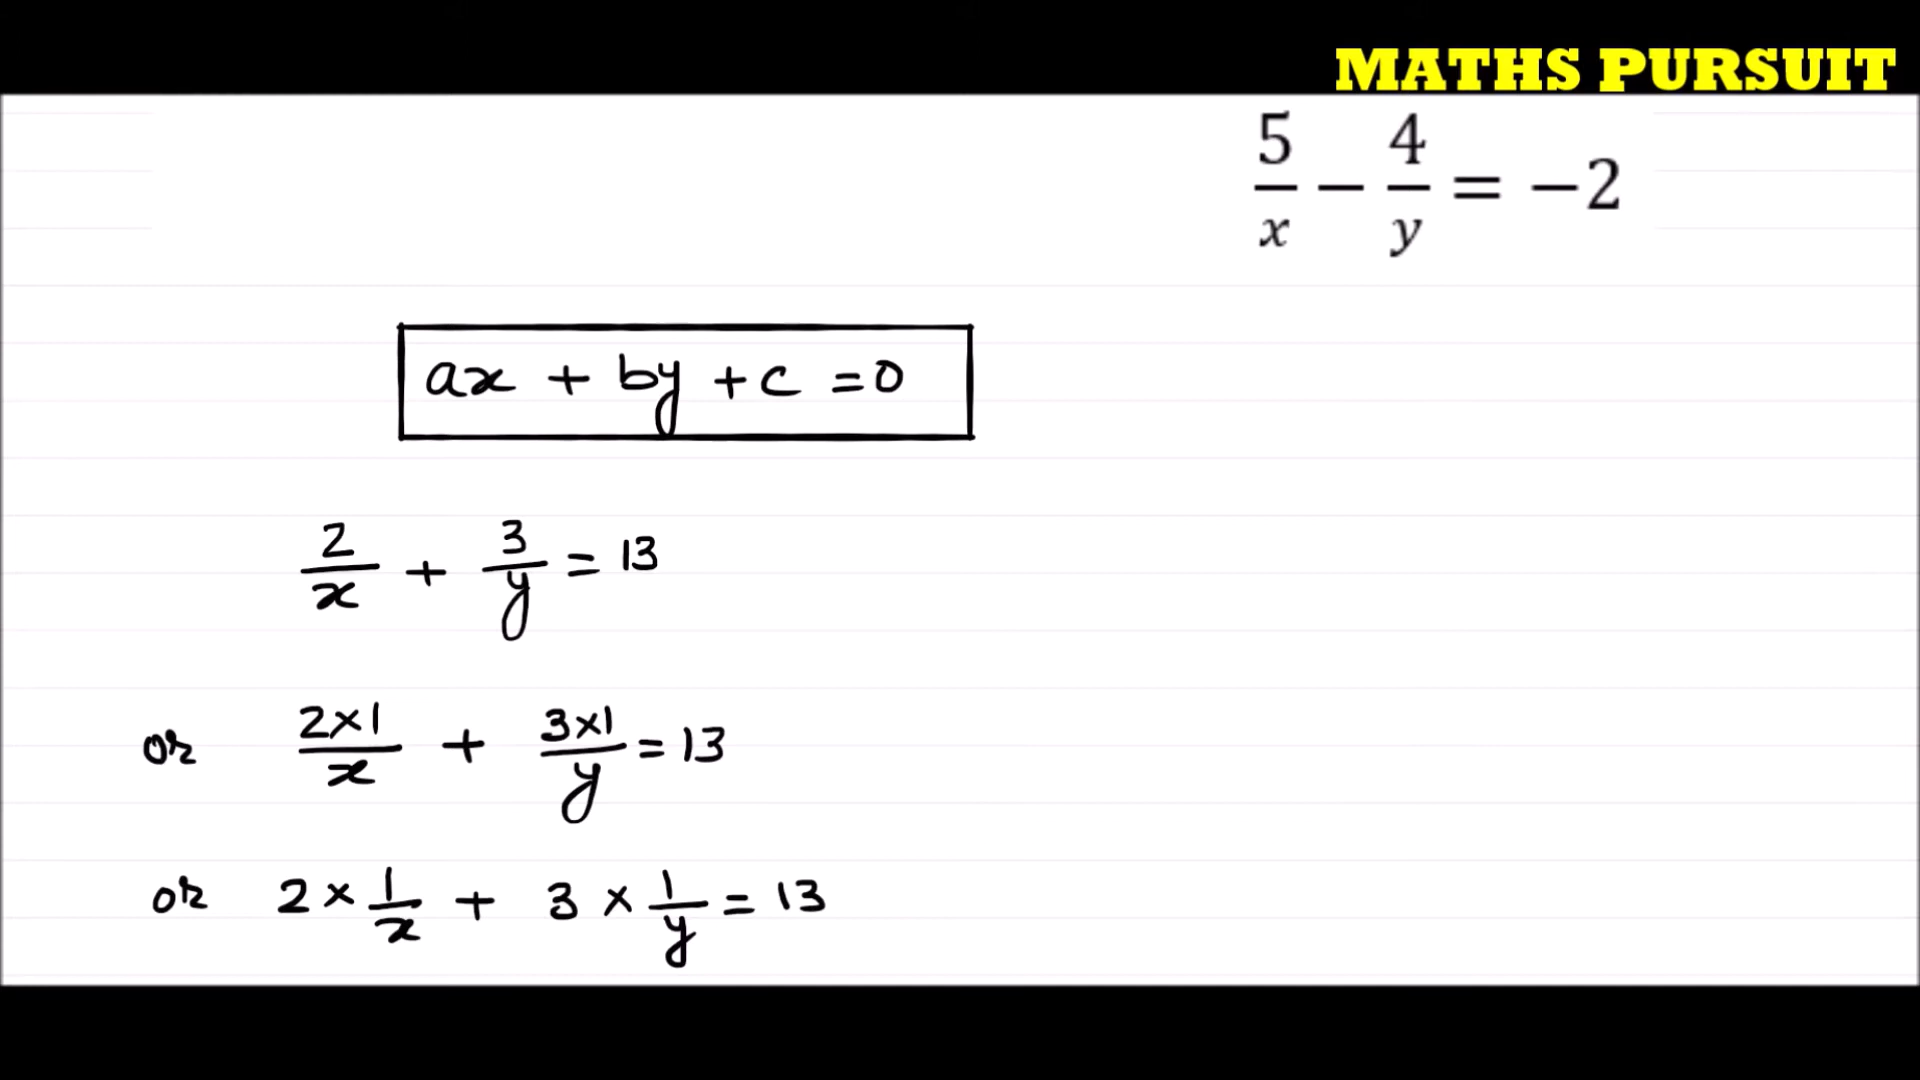 MATHS PURSUIT
5/x − 4/y = −2
ax + by + c = 0
2/x + 3/y = 13
or 2×1/x + 3×1/y = 13
or 2 × 1/x + 3 × 1/y = 13